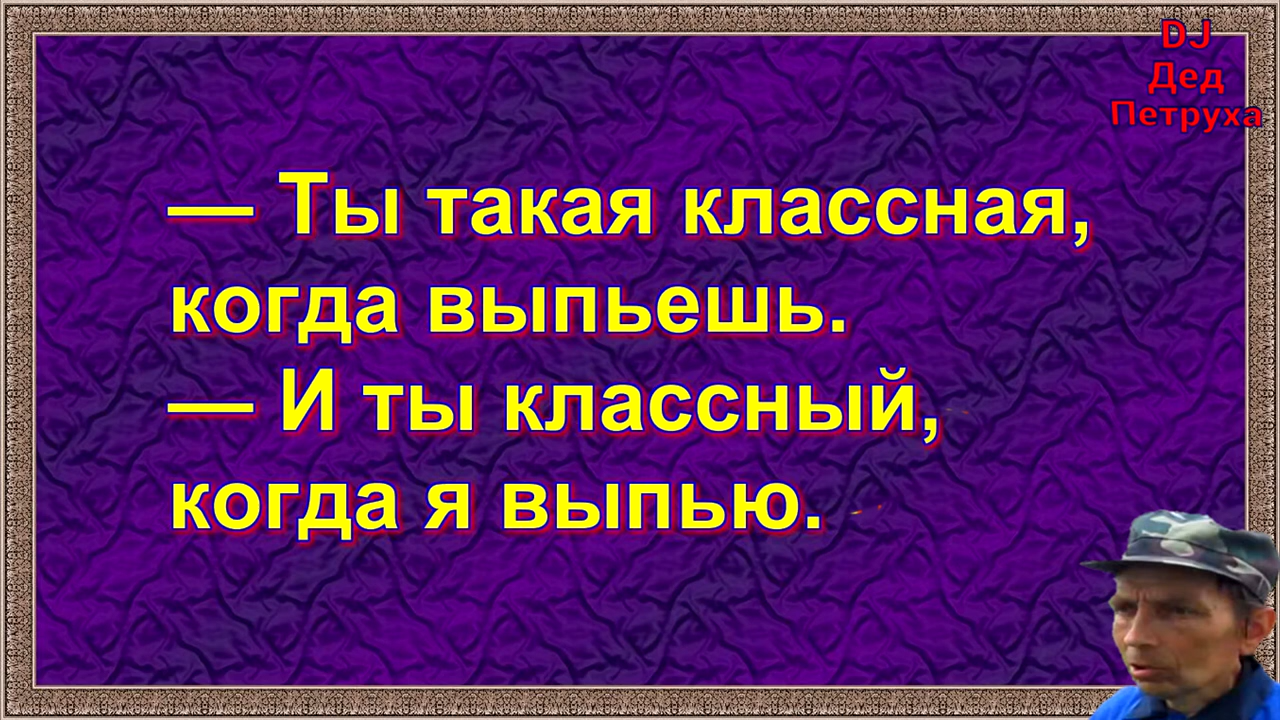 DJ
Дед
Петруха
— Ты такая классная,
когда выпьешь.
— И ты классный,
когда я выпью.